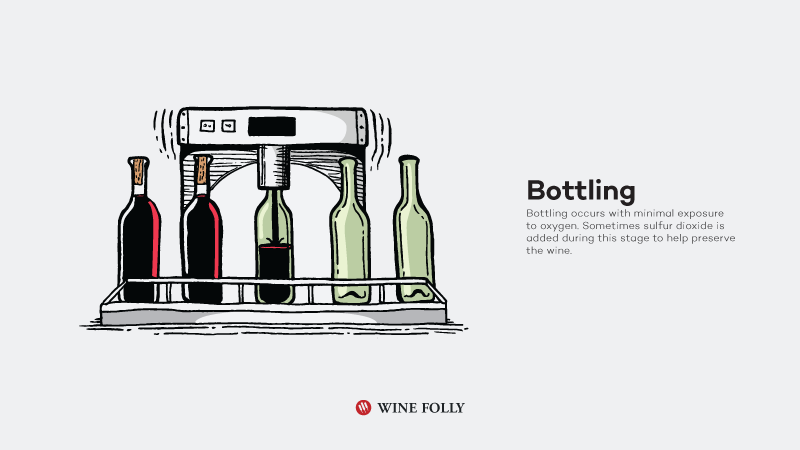 Bottling
Bottling occurs with minimal exposure
to oxygen. Sometimes sulfur dioxide is
added during this stage to help preserve
the wine.
WINE FOLLY